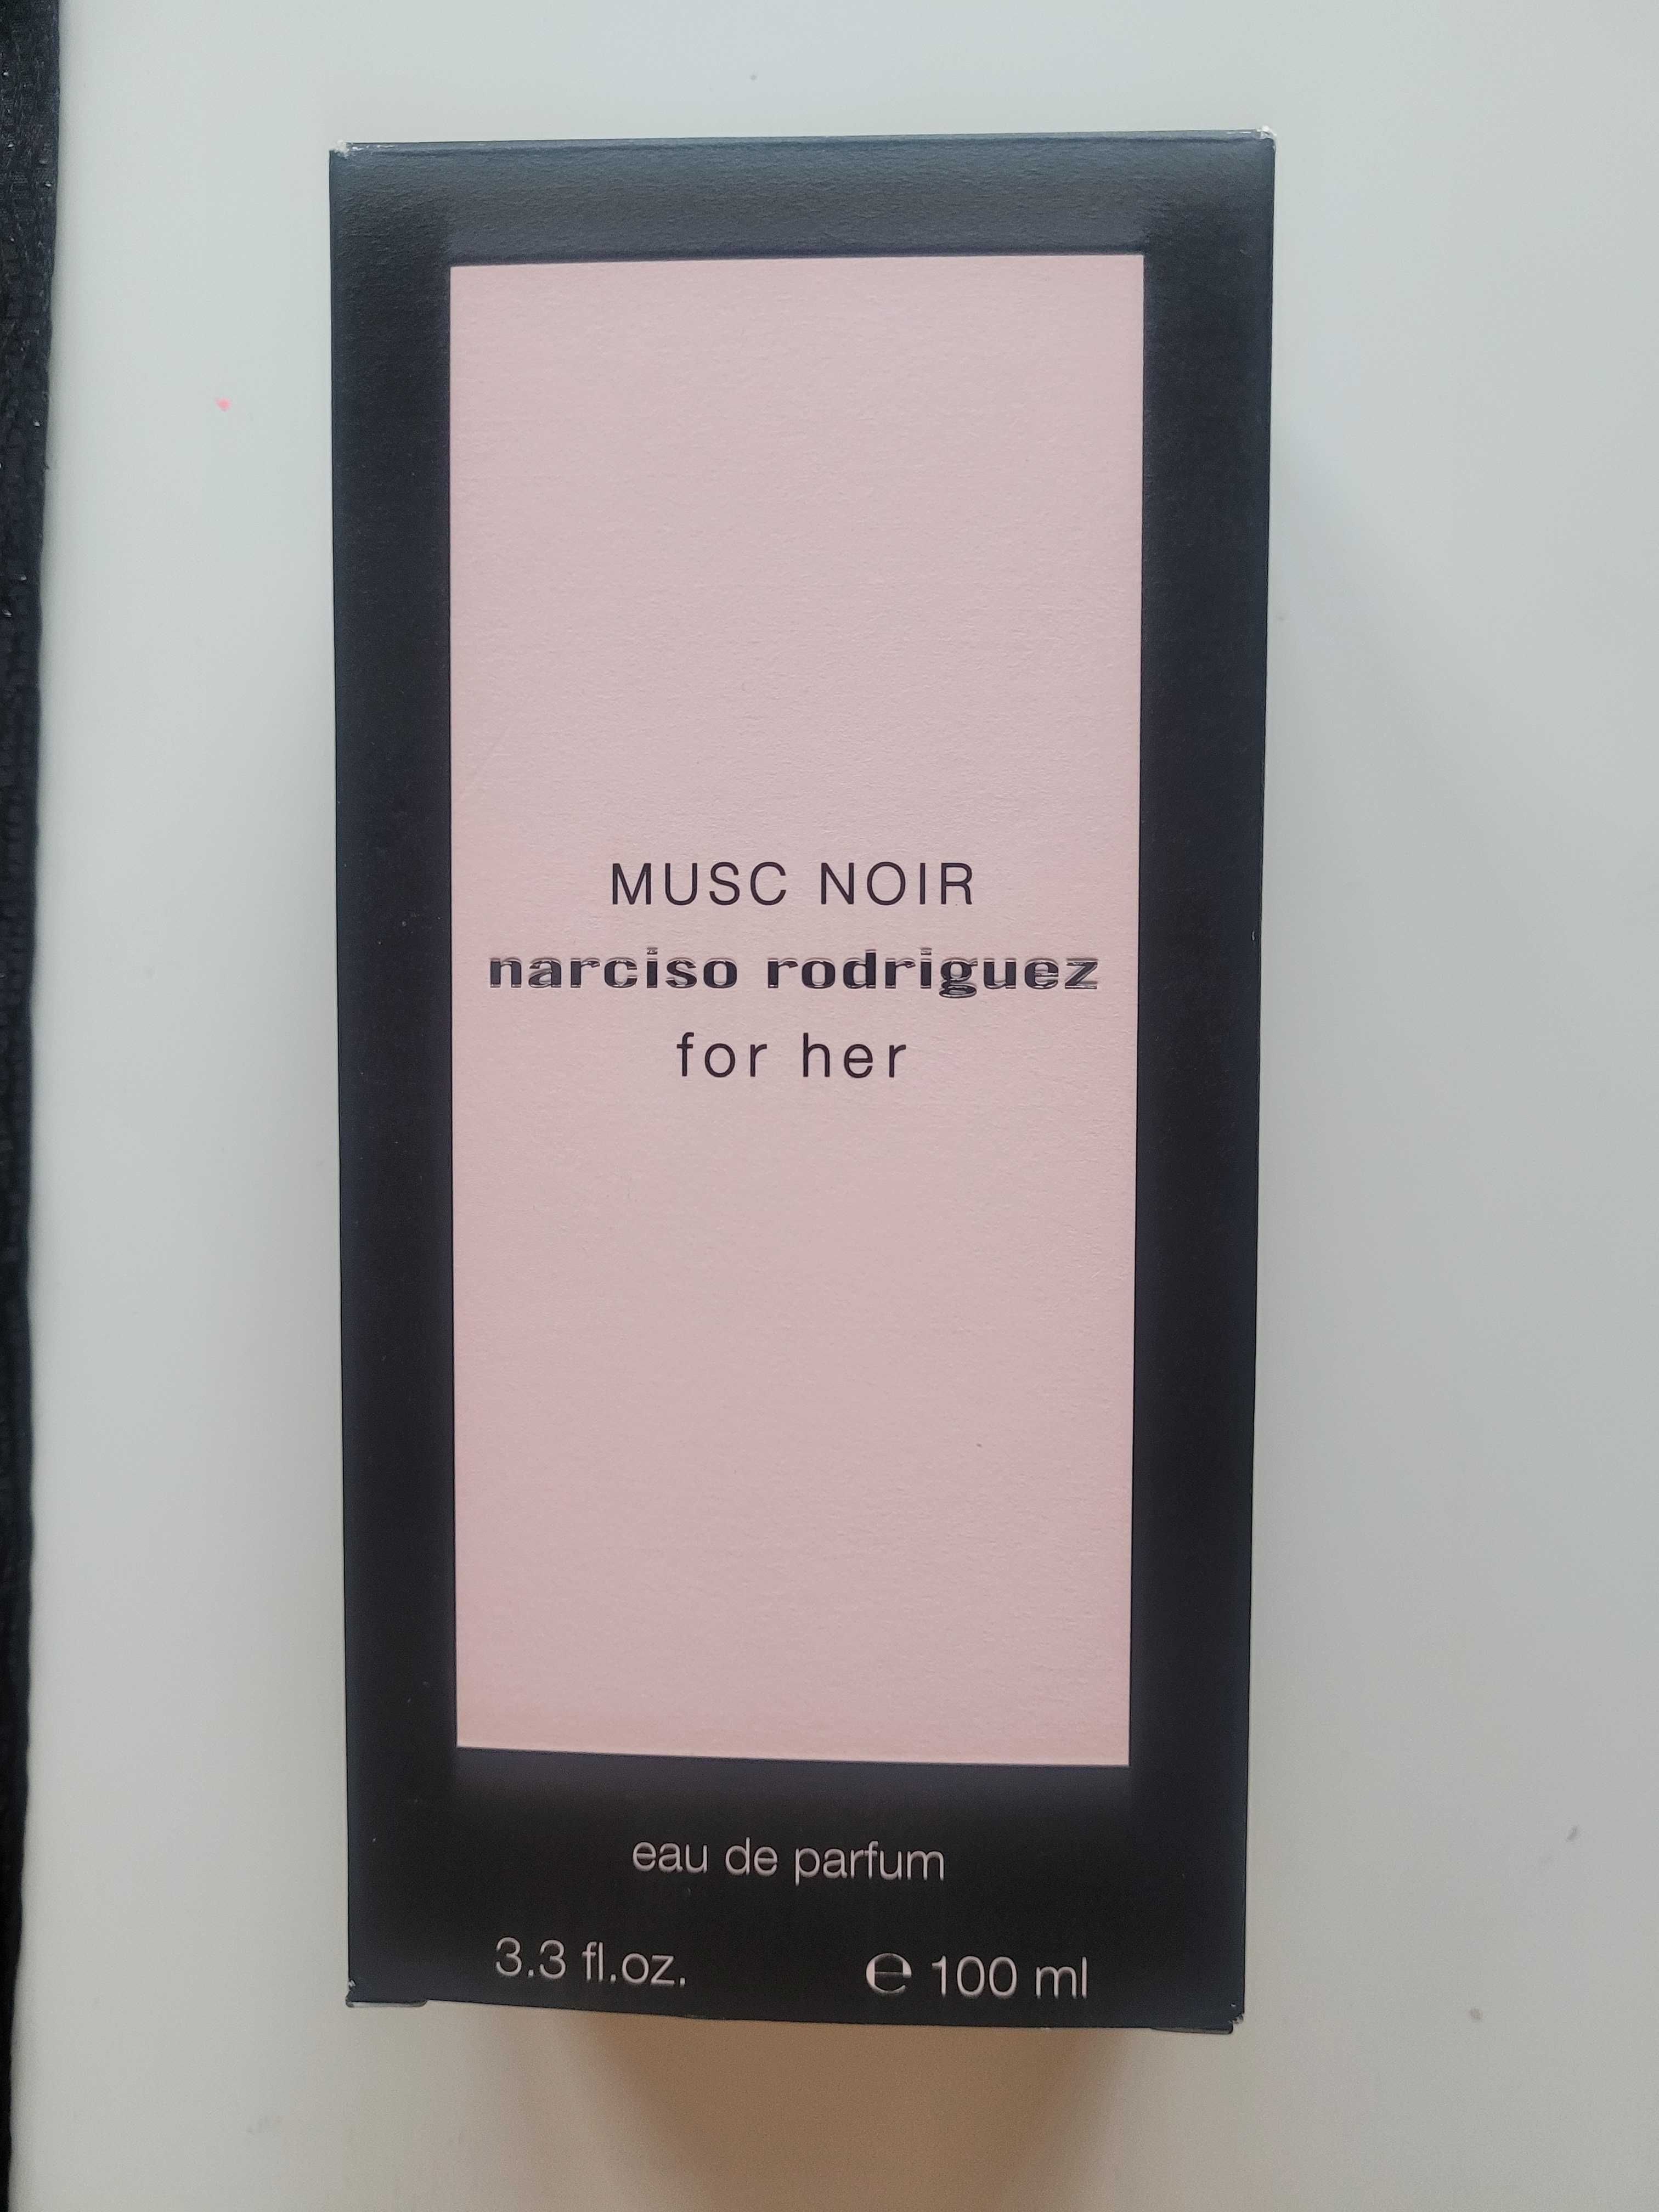 MUSC NOIR
narciso rodriguez
for her
eau de parfum
3.3 fl.oz. ℮ 100 ml